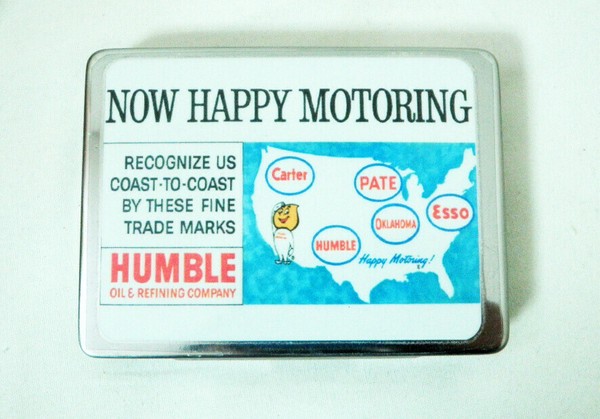 NOW HAPPY MOTORING
RECOGNIZE US
COAST-TO-COAST
BY THESE FINE
TRADE MARKS
HUMBLE
OIL & REFINING COMPANY
Carter
PATE
Esso
OKLAHOMA
HUMBLE
Happy Motoring!